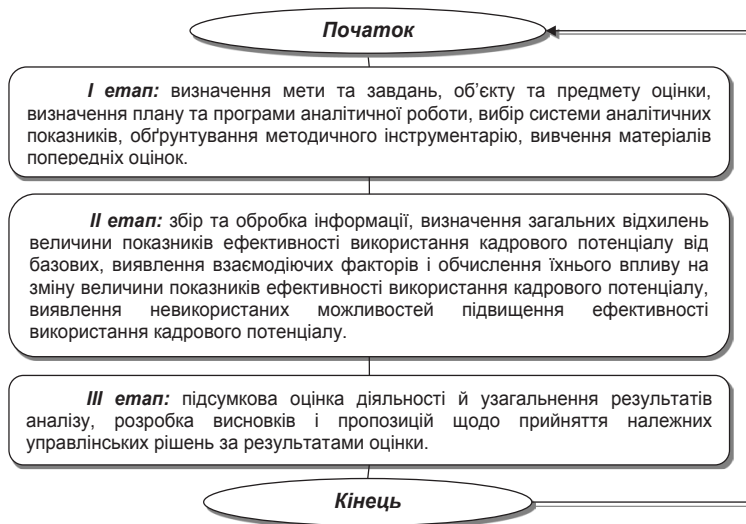 Початок
І етап: визначення мети та завдань, об'єкту та предмету оцінки,
визначення плану та програми аналітичної роботи, вибір системи аналітичних
показників, обґрунтування методичного інструментарію, вивчення матеріалів
попередніх оцінок.
ІІ етап: збір та обробка інформації, визначення загальних відхилень
величини показників ефективності використання кадрового потенціалу від
базових, виявлення взаємодіючих факторів і обчислення їхнього впливу на
зміну величини показників ефективності використання кадрового потенціалу,
виявлення невикористаних можливостей підвищення ефективності
використання кадрового потенціалу.
ІІІ етап: підсумкова оцінка діяльності й узагальнення результатів
аналізу, розробка висновків і пропозицій щодо прийняття належних
управлінських рішень за результатами оцінки.
Кінець